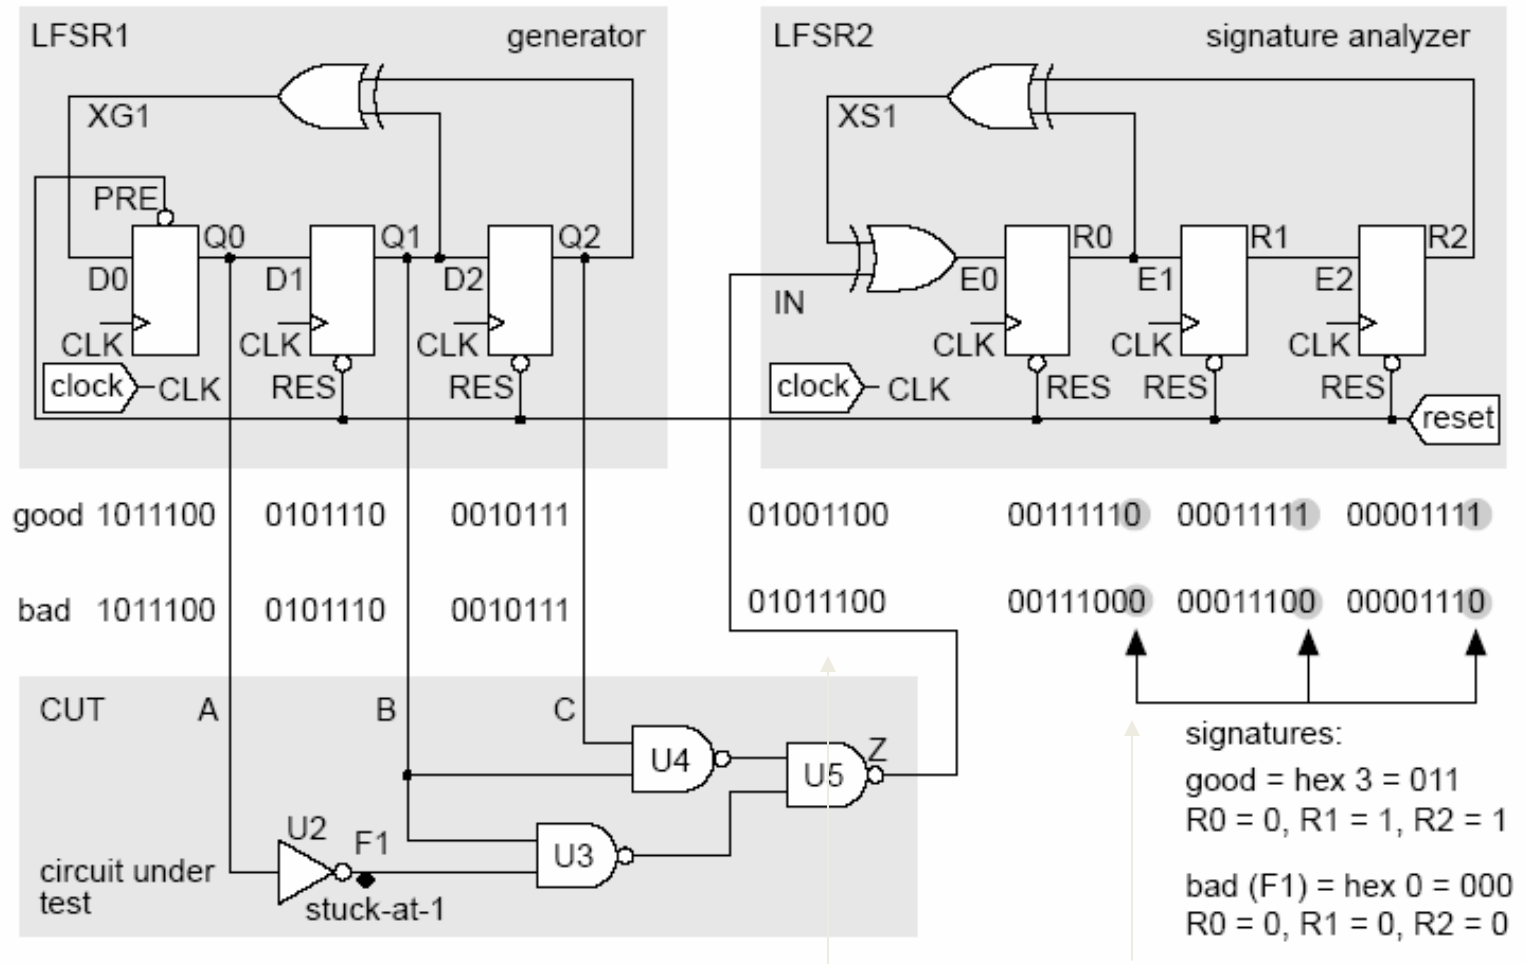 LFSR1 generator
XG1
PRE
Q0 Q1 Q2
D0 D1 D2
CLK CLK CLK
clock CLK RES RES
LFSR2 signature analyzer
XS1
R0 R1 R2
IN E0 E1 E2
CLK CLK CLK
clock CLK RES RES RES
reset
good 1011100 0101110 0010111 01001100 00111110 00011111 00001111
bad 1011100 0101110 0010111 01011100 00111000 00011100 00001110
CUT A B C
U4
U5
Z
U2
F1
U3
circuit under
test
stuck-at-1
signatures:
good = hex 3 = 011
R0 = 0, R1 = 1, R2 = 1
bad (F1) = hex 0 = 000
R0 = 0, R1 = 0, R2 = 0